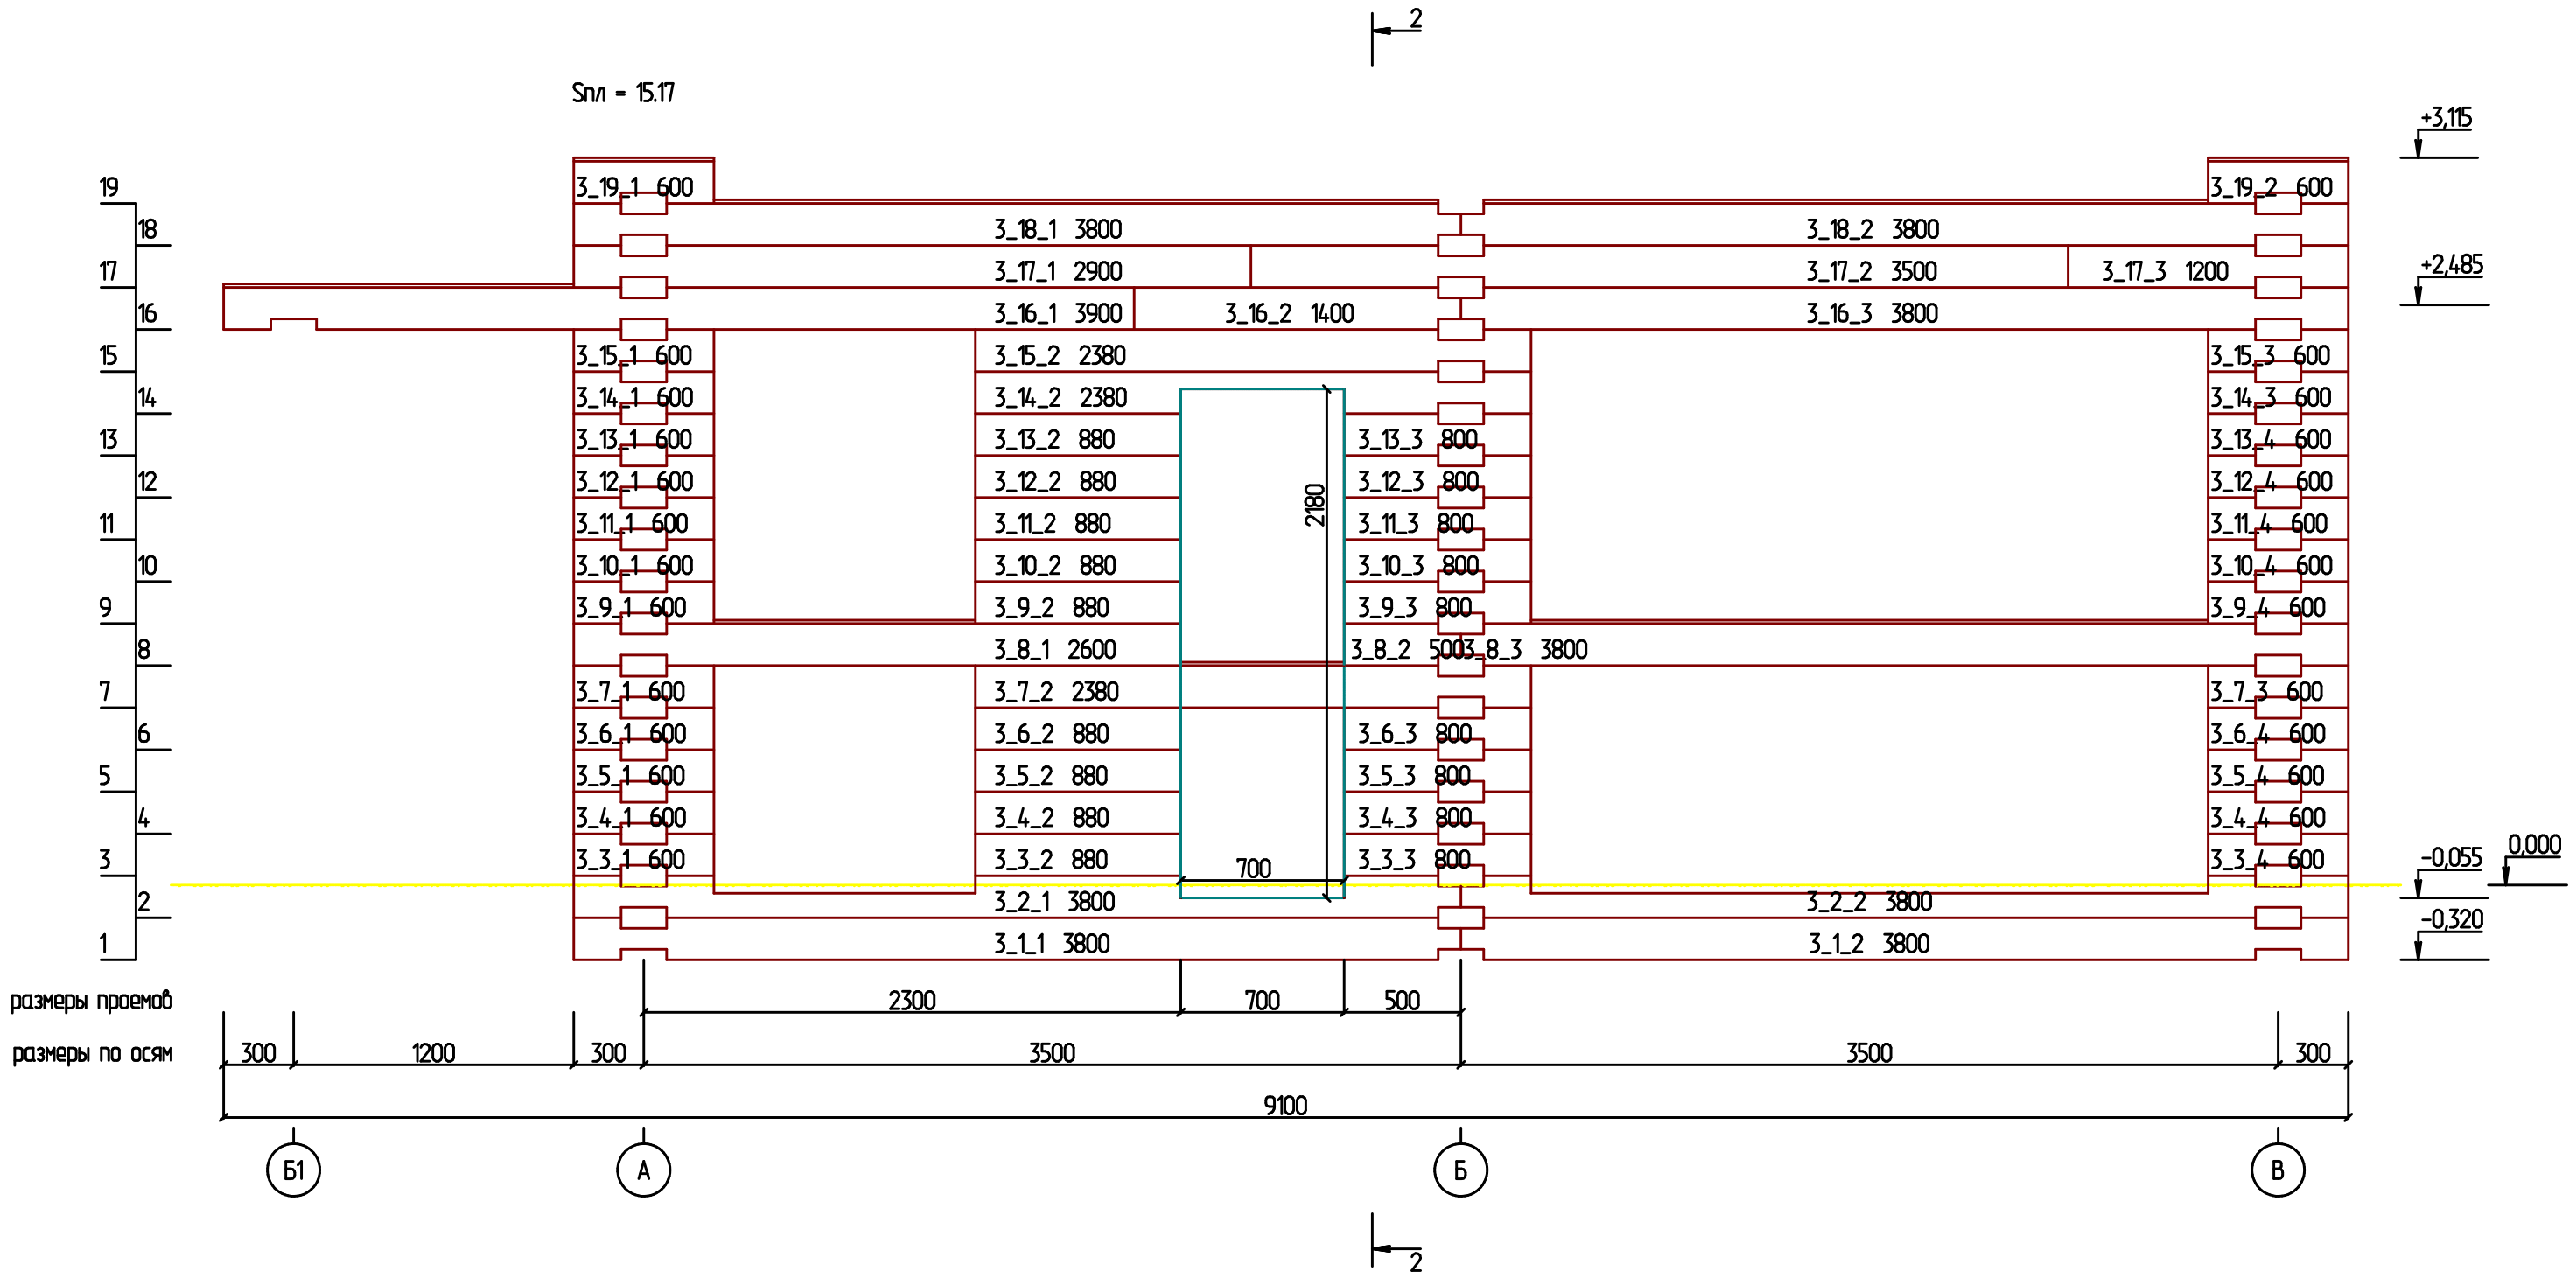 2
Sпл = 15.17
+3,115
19 3_19_1 600 3_19_2 600
18 3_18_1 3800 3_18_2 3800
17 3_17_1 2900 3_17_2 3500 3_17_3 1200 +2,485
16 3_16_1 3900 3_16_2 1400 3_16_3 3800
15 3_15_1 600 3_15_2 2380 3_15_3 600
14 3_14_1 600 3_14_2 2380 3_14_3 600
13 3_13_1 600 3_13_2 880 3_13_3 800 3_13_4 600
12 3_12_1 600 3_12_2 880 3_12_3 800 3_12_4 600
2180
11 3_11_1 600 3_11_2 880 3_11_3 800 3_11_4 600
10 3_10_1 600 3_10_2 880 3_10_3 800 3_10_4 600
9 3_9_1 600 3_9_2 880 3_9_3 800 3_9_4 600
8 3_8_1 2600 3_8_2 500 3_8_3 3800
7 3_7_1 600 3_7_2 2380 3_7_3 600
6 3_6_1 600 3_6_2 880 3_6_3 800 3_6_4 600
5 3_5_1 600 3_5_2 880 3_5_3 800 3_5_4 600
4 3_4_1 600 3_4_2 880 3_4_3 800 3_4_4 600
0,000
3 3_3_1 600 3_3_2 880 700 3_3_3 800 3_3_4 600 -0,055
2 3_2_1 3800 3_2_2 3800
-0,320
1 3_1_1 3800 3_1_2 3800
размеры проемов 2300 700 500
размеры по осям 300 1200 300 3500 3500 300
9100
Б1 А Б В
2